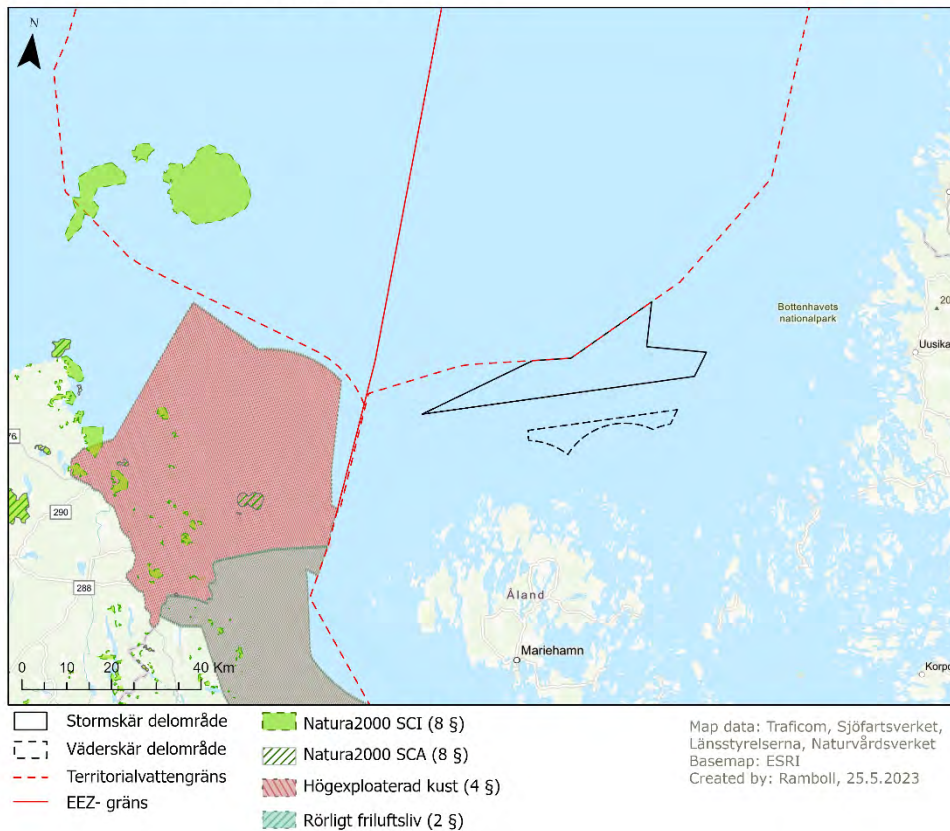 N
Bottenhavets
nationalpark
20
Uusika
76
290
288
Åland
Mariehamn
Korpo
0 10 20 40 Km
Stormskär delområde
Väderskär delområde
Territorialvattengräns
EEZ- gräns
Natura2000 SCI (8 §)
Natura2000 SCA (8 §)
Högexploaterad kust (4 §)
Rörligt friluftsliv (2 §)
Map data: Traficom, Sjöfartsverket,
Länsstyrelserna, Naturvårdsverket
Basemap: ESRI
Created by: Ramboll, 25.5.2023